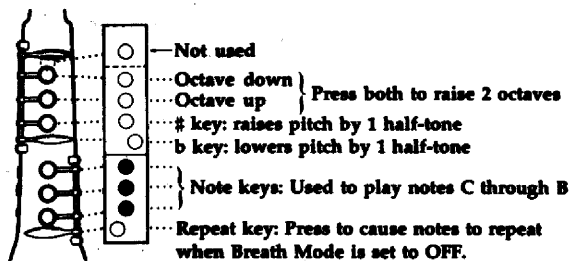 Not used
Octave down
Octave up
Press both to raise 2 octaves
# key: raises pitch by 1 half-tone
b key: lowers pitch by 1 half-tone
Note keys: Used to play notes C through B
Repeat key: Press to cause notes to repeat
when Breath Mode is set to OFF.